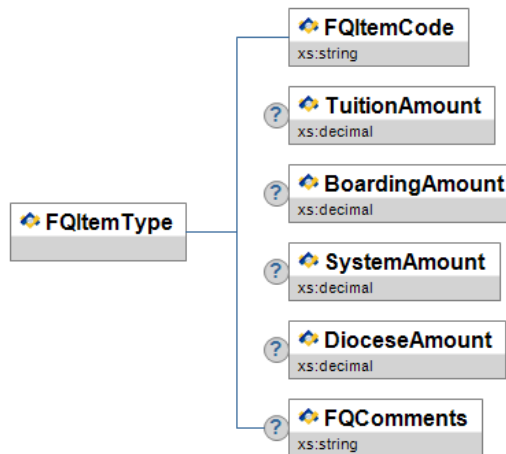 FQItemCode
xs:string
?
TuitionAmount
xs:decimal
?
BoardingAmount
xs:decimal
FQItemType
?
SystemAmount
xs:decimal
?
DioceseAmount
xs:decimal
?
FQComments
xs:string